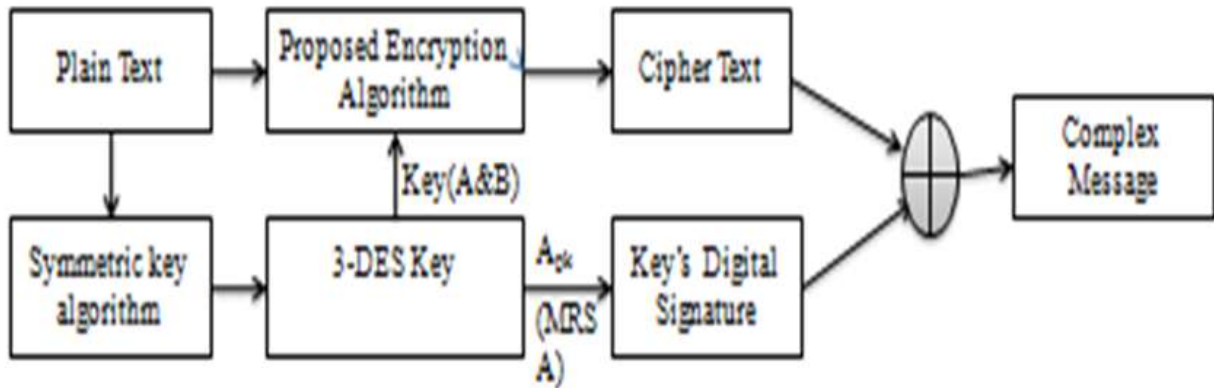 Plain Text
Proposed Encryption
Algorithm
Cipher Text
Complex
Message
Key(A&B)
Symmetric key
algorithm
3-DES Key
Apk
(MRS
A)
Key's Digital
Signature